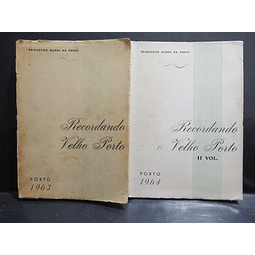 Recordando
Velho Porto
PORTO
1963
Recordando
o Velho Porto
II VOL.
PORTO
1964